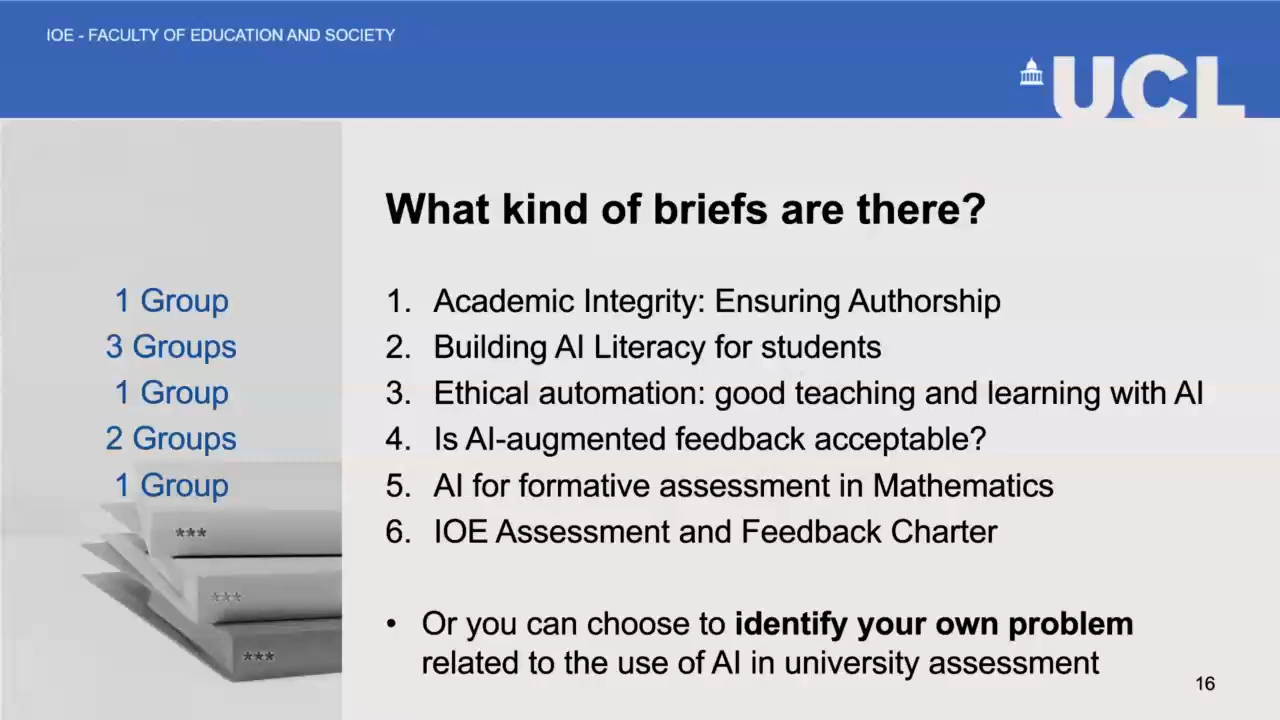 IOE - FACULTY OF EDUCATION AND SOCIETY
UCL
What kind of briefs are there?
1 Group
1. Academic Integrity: Ensuring Authorship
3 Groups
2. Building AI Literacy for students
1 Group
3. Ethical automation: good teaching and learning with AI
2 Groups
4. Is AI-augmented feedback acceptable?
1 Group
5. AI for formative assessment in Mathematics
6. IOE Assessment and Feedback Charter
***
***
***
• Or you can choose to identify your own problem
related to the use of AI in university assessment
16